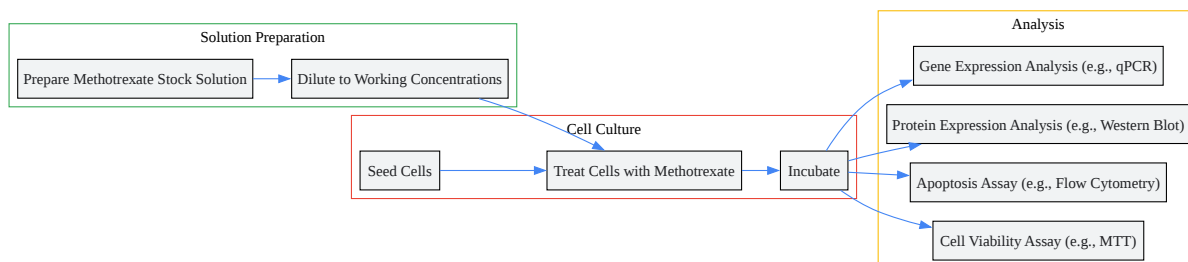 Solution Preparation
Prepare Methotrexate Stock Solution
Dilute to Working Concentrations
Cell Culture
Seed Cells
Treat Cells with Methotrexate
Incubate
Analysis
Gene Expression Analysis (e.g., qPCR)
Protein Expression Analysis (e.g., Western Blot)
Apoptosis Assay (e.g., Flow Cytometry)
Cell Viability Assay (e.g., MTT)